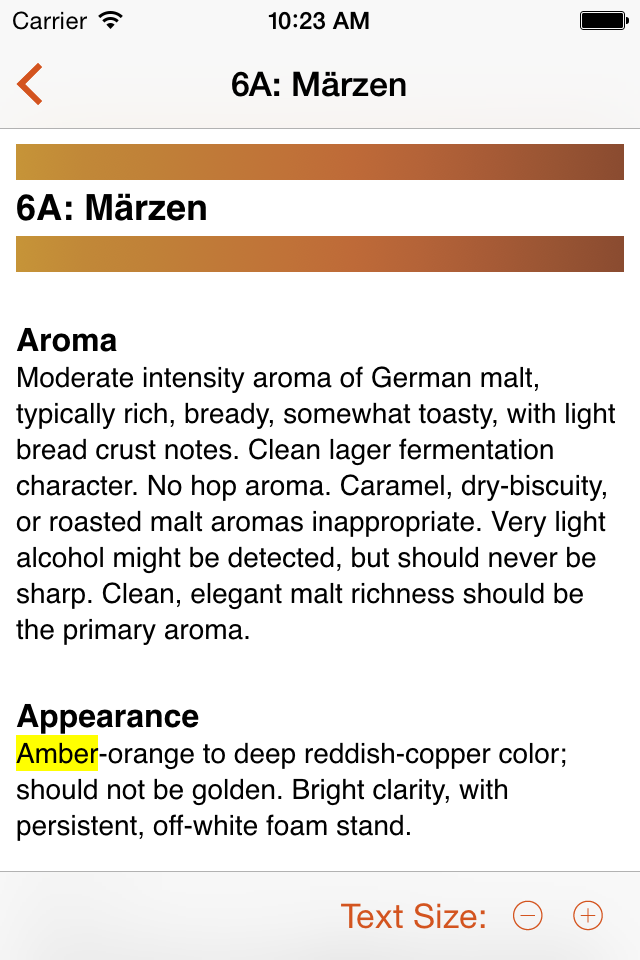 Carrier 10:23 AM
6A: Märzen
6A: Märzen
Aroma
Moderate intensity aroma of German malt,
typically rich, bready, somewhat toasty, with light
bread crust notes. Clean lager fermentation
character. No hop aroma. Caramel, dry-biscuity,
or roasted malt aromas inappropriate. Very light
alcohol might be detected, but should never be
sharp. Clean, elegant malt richness should be
the primary aroma.
Appearance
Amber-orange to deep reddish-copper color;
should not be golden. Bright clarity, with
persistent, off-white foam stand.
Text Size: